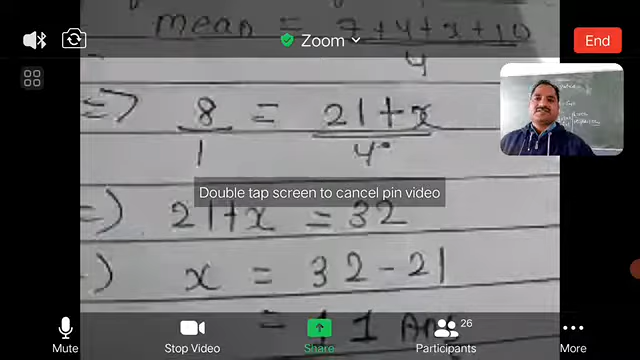 mean = 7+4+x+10
4
Zoom
End
=> 8/1 = 21+x/4
Double tap screen to cancel pin video
=) 21+x = 32
x = 32-21
= 11 Ans
26
Mute
Stop Video
Share
Participants
More